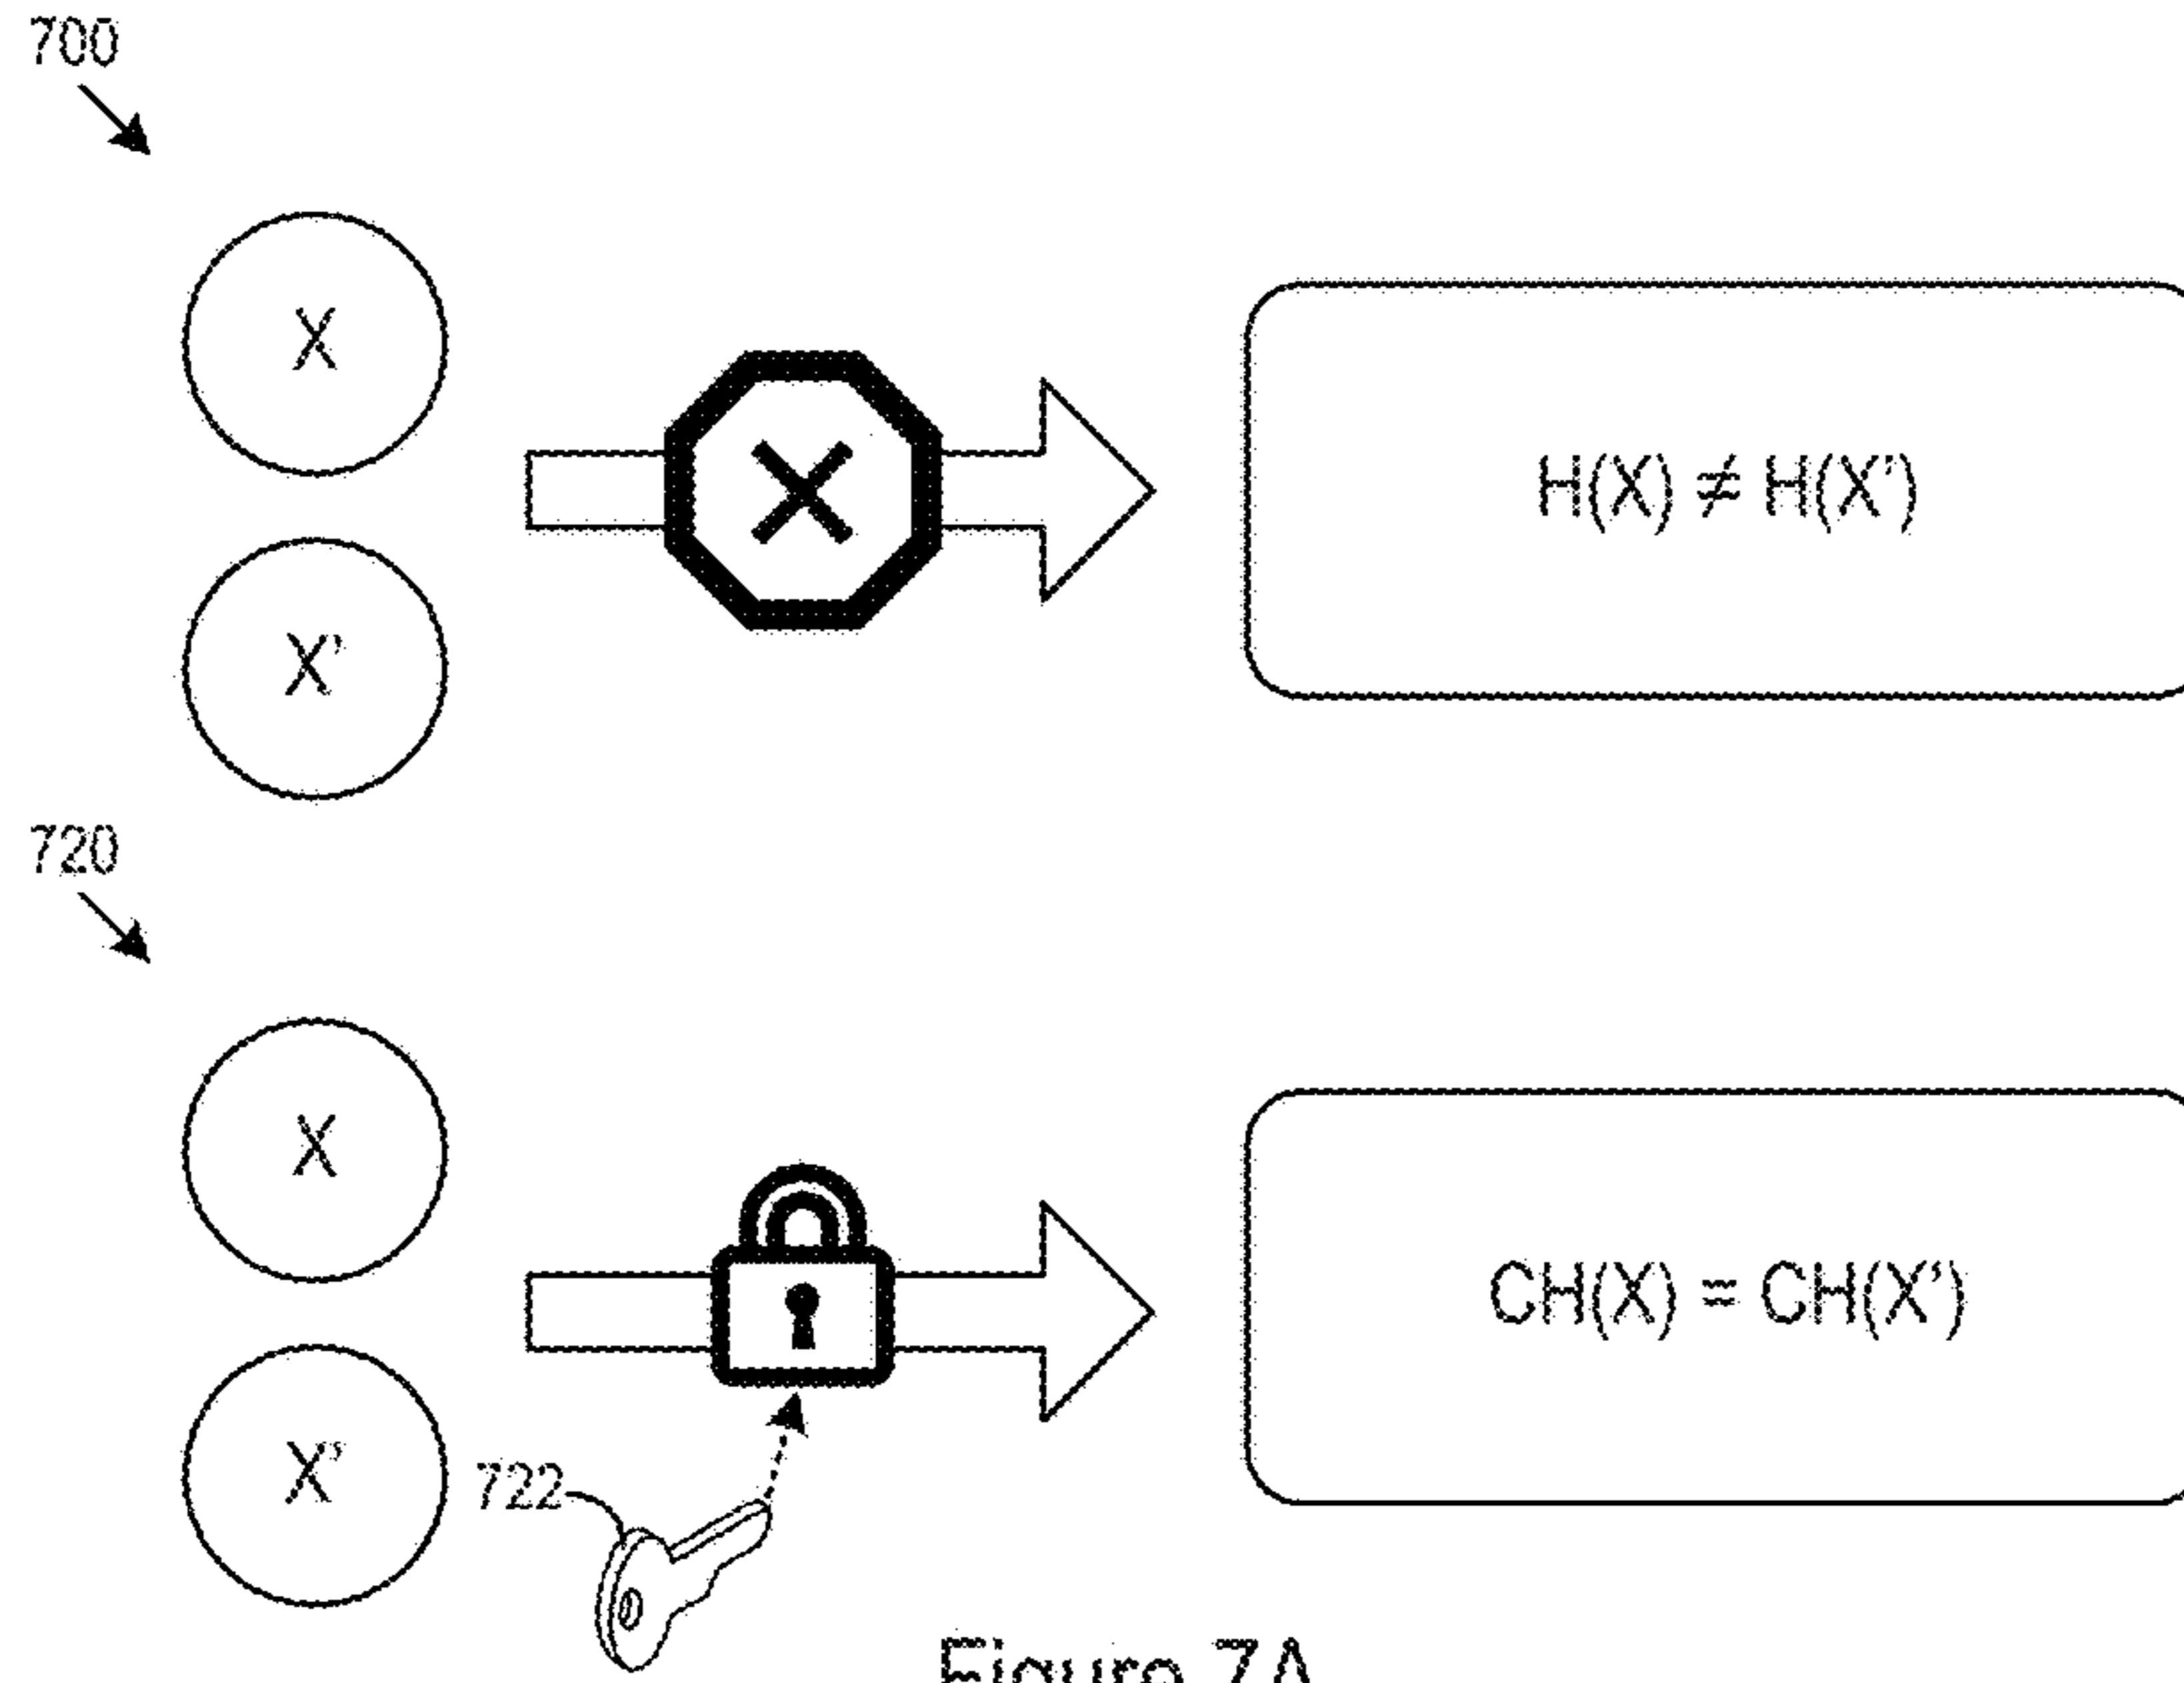 700
X
H(X) ≠ H(X')
X'
720
X
CH(X) = CH(X')
X'
722
Figure 7A